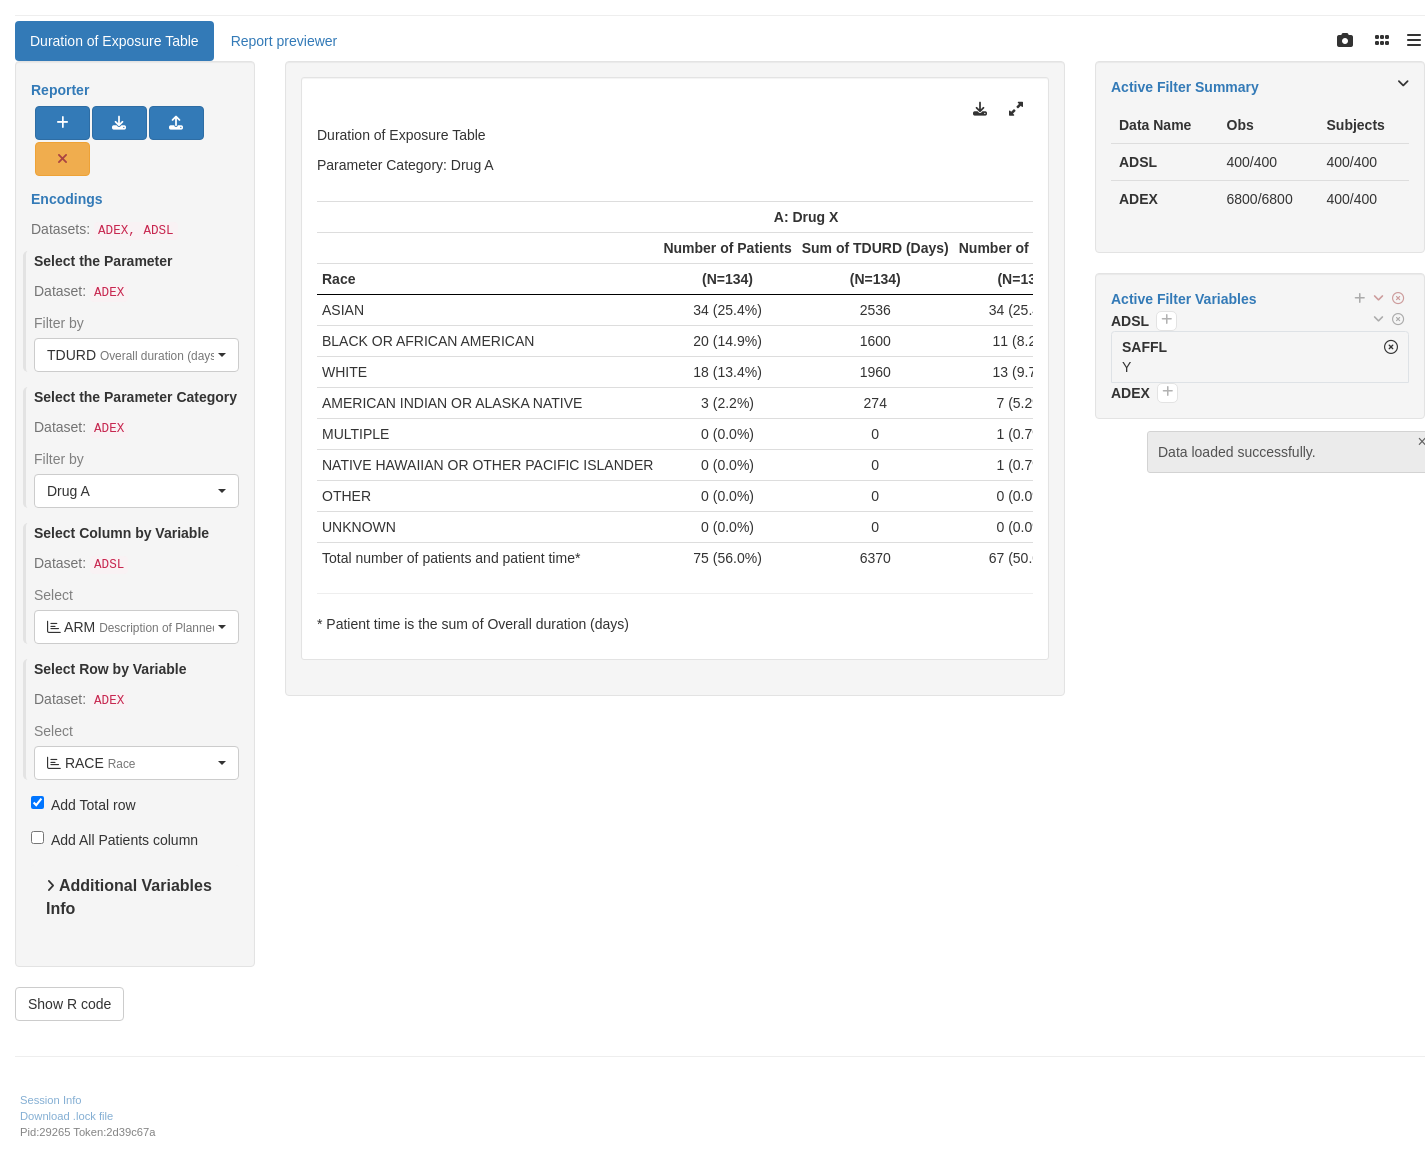 Duration of Exposure Table
Report previewer
Reporter
Encodings
Datasets: ADEX, ADSL
Select the Parameter
Dataset: ADEX
Filter by
TDURD Overall duration (days
Select the Parameter Category
Dataset: ADEX
Filter by
Drug A
Select Column by Variable
Dataset: ADSL
Select
ARM Description of Planned
Select Row by Variable
Dataset: ADEX
Select
RACE Race
Add Total row
Add All Patients column
Additional Variables
Info
Show R code
Duration of Exposure Table
Parameter Category: Drug A
A: Drug X
Number of Patients Sum of TDURD (Days) Number of
Race (N=134) (N=134) (N=13
ASIAN 34 (25.4%) 2536 34 (25.
BLACK OR AFRICAN AMERICAN 20 (14.9%) 1600 11 (8.2
WHITE 18 (13.4%) 1960 13 (9.7
AMERICAN INDIAN OR ALASKA NATIVE 3 (2.2%) 274 7 (5.2
MULTIPLE 0 (0.0%) 0 1 (0.7
NATIVE HAWAIIAN OR OTHER PACIFIC ISLANDER 0 (0.0%) 0 1 (0.7
OTHER 0 (0.0%) 0 0 (0.0
UNKNOWN 0 (0.0%) 0 0 (0.0
Total number of patients and patient time* 75 (56.0%) 6370 67 (50.
* Patient time is the sum of Overall duration (days)
Active Filter Summary
Data Name Obs Subjects
ADSL 400/400 400/400
ADEX 6800/6800 400/400
Active Filter Variables
ADSL
SAFFL
Y
ADEX
Data loaded successfully.
Session Info
Download .lock file
Pid:29265 Token:2d39c67a